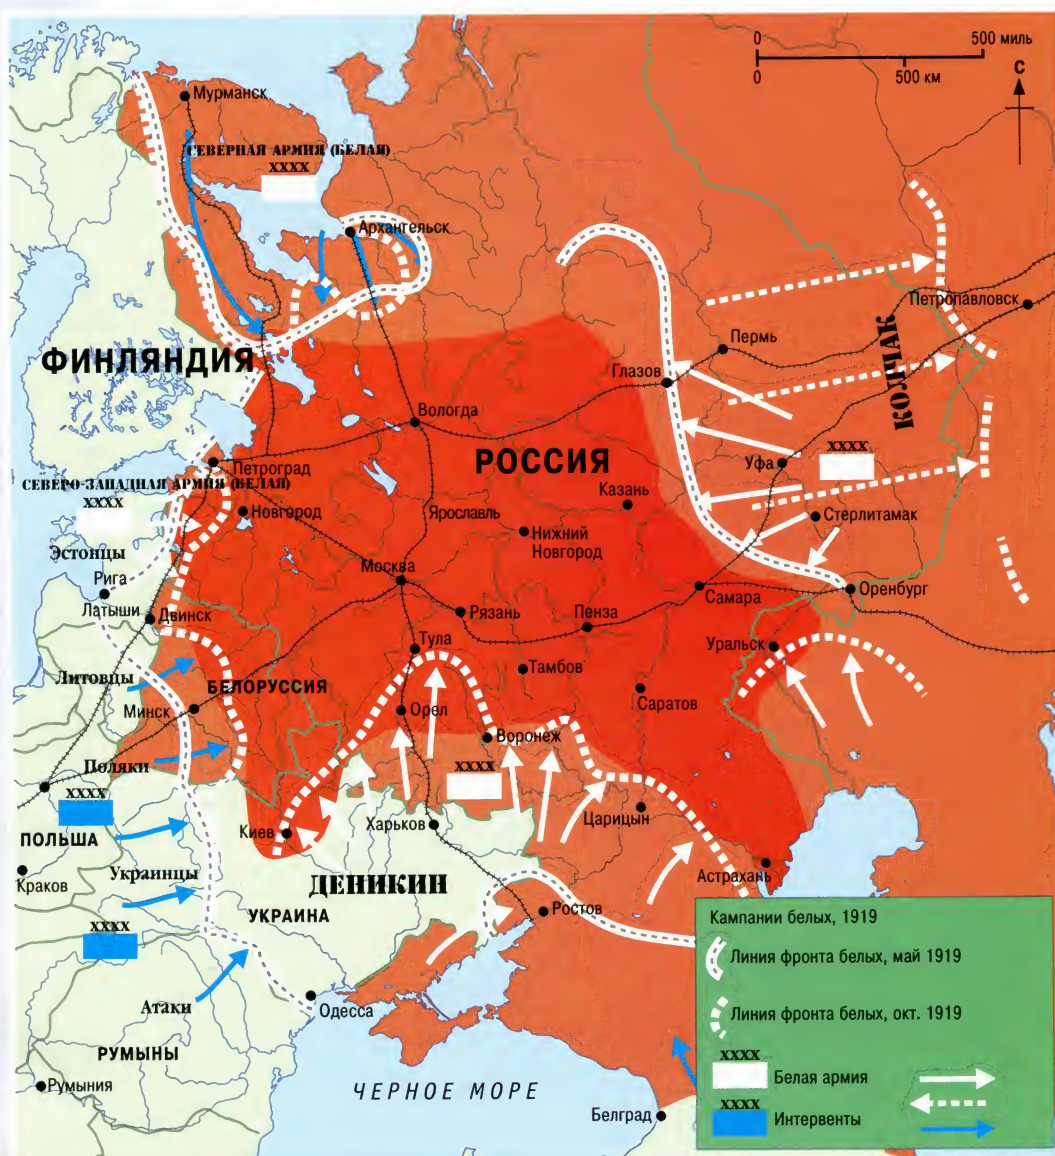 0 500 миль
0 500 км
С
Мурманск
СЕВЕРНАЯ АРМИЯ (БЕЛАЯ)
XXXX
Архангельск
Петропавловск
КОЛЧАК
ФИНЛЯНДИЯ
Пермь
Глазов
Вологда
РОССИЯ
XXXX
Уфа
Петроград
СЕВЕРО-ЗАПАДНАЯ АРМИЯ (БЕЛАЯ)
XXXX
Казань
Новгород
Ярославль
Стерлитамак
Нижний
Новгород
Эстонцы
Рига
Москва
Латыши
Двинск
Рязань
Пенза
Самара
Оренбург
Тула
Уральск
Литовцы
БЕЛОРУССИЯ
Тамбов
Минск
Орел
Саратов
Воронеж
Поляки
XXXX
XXXX
Царицын
ПОЛЬША
Киев
Харьков
Краков
Украинцы
ДЕНИКИН
Астрахань
УКРАИНА
Ростов
XXXX
Атаки
Одесса
РУМЫНЫ
Румыния
ЧЕРНОЕ МОРЕ
Белград
Кампании белых, 1919
Линия фронта белых, май 1919
Линия фронта белых, окт. 1919
XXXX
Белая армия
XXXX
Интервенты